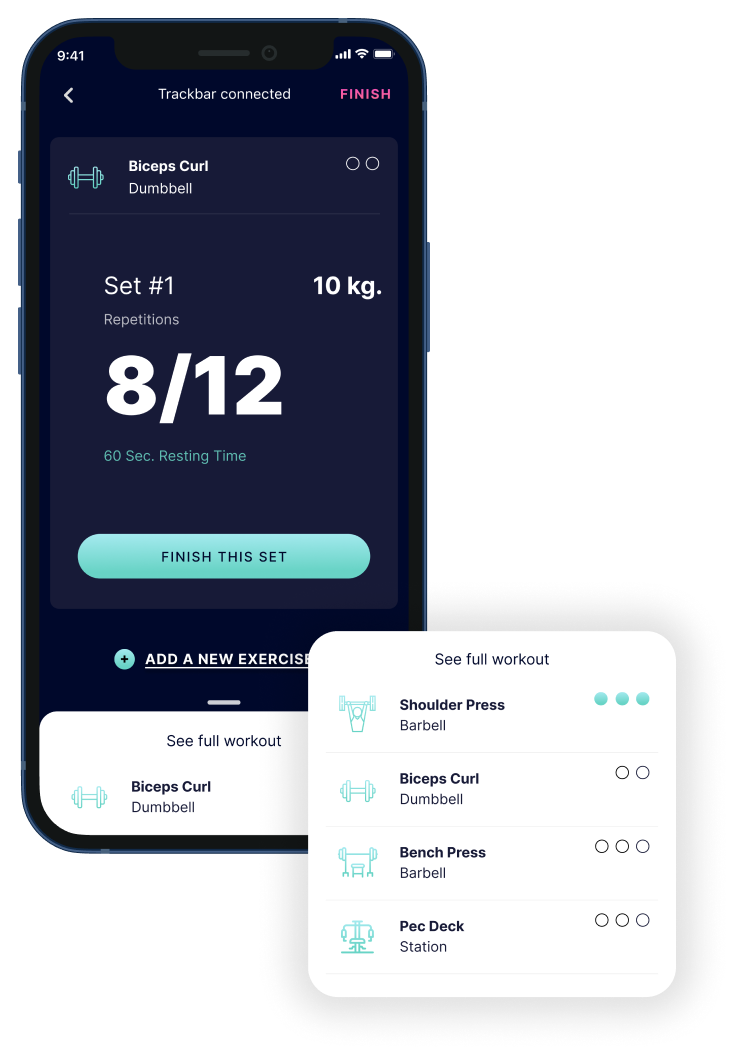 9:41
Trackbar connected
FINISH
Biceps Curl
Dumbbell
Set #1
10 kg.
Repetitions
8/12
60 Sec. Resting Time
FINISH THIS SET
ADD A NEW EXERCISE
See full workout
Biceps Curl
Dumbbell
See full workout
Shoulder Press
Barbell
Biceps Curl
Dumbbell
Bench Press
Barbell
Pec Deck
Station